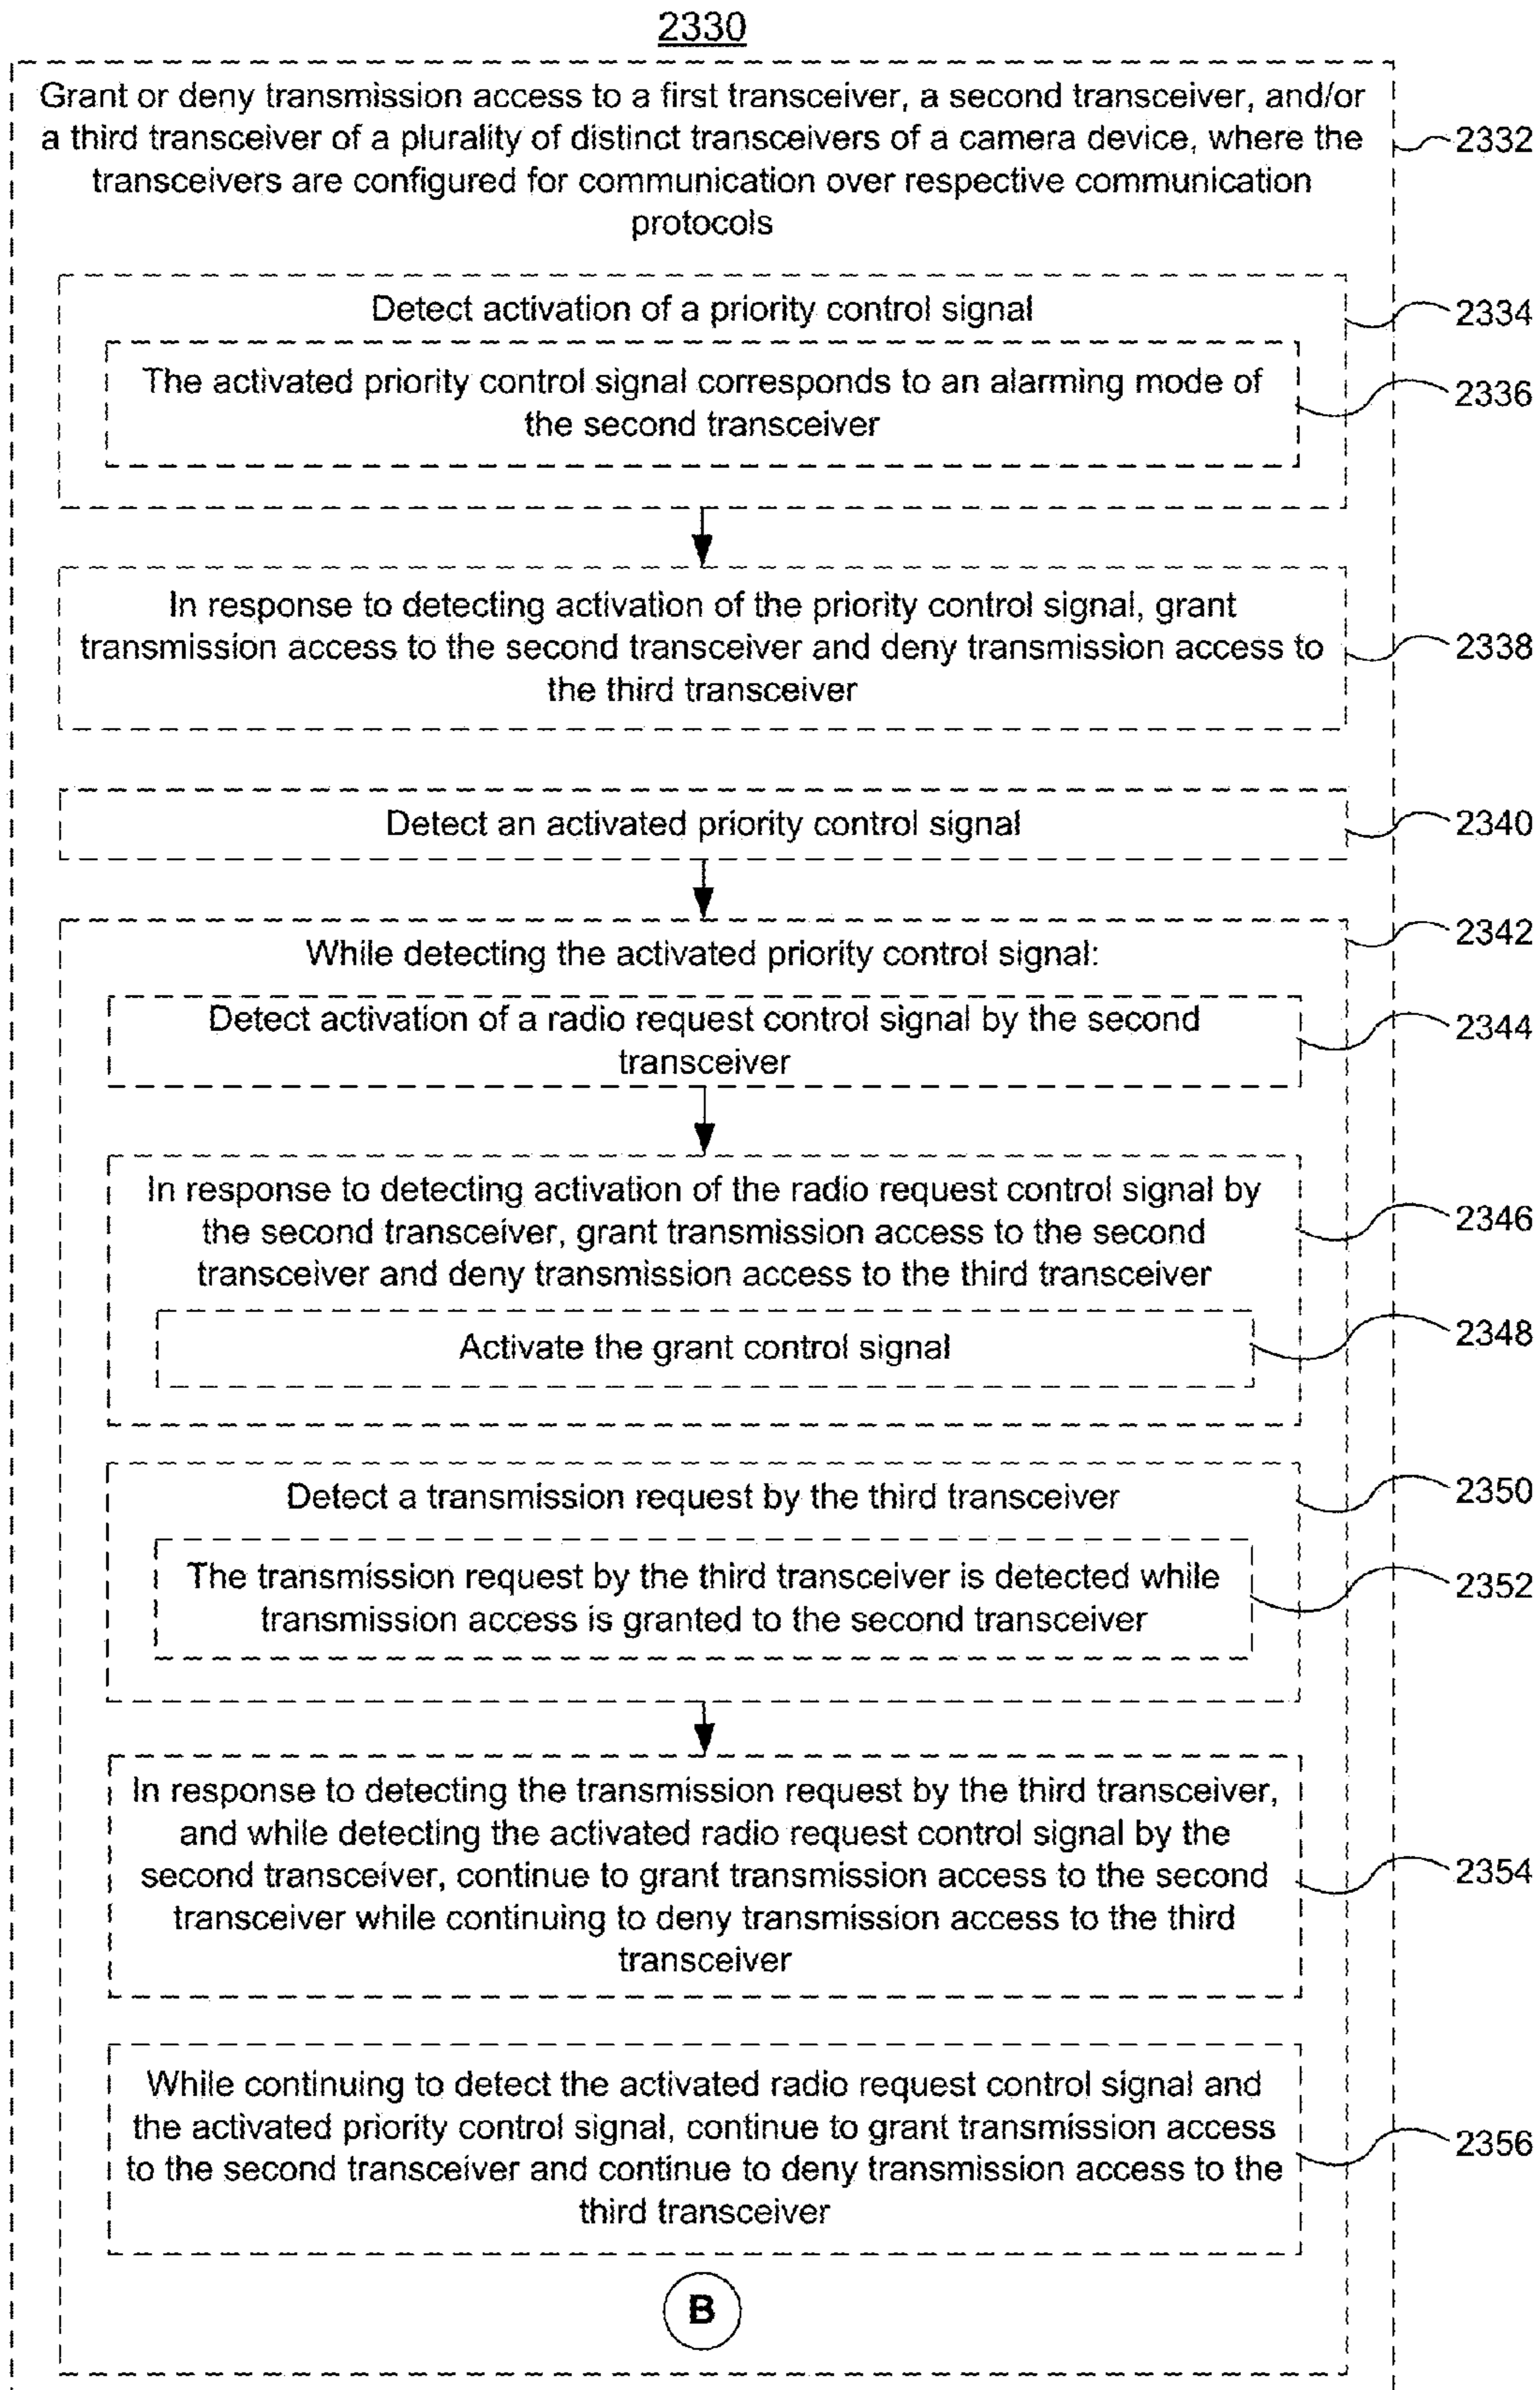 2330
Grant or deny transmission access to a first transceiver, a second transceiver, and/or
a third transceiver of a plurality of distinct transceivers of a camera device, where the
transceivers are configured for communication over respective communication
protocols
2332
Detect activation of a priority control signal
2334
The activated priority control signal corresponds to an alarming mode of
the second transceiver
2336
In response to detecting activation of the priority control signal, grant
transmission access to the second transceiver and deny transmission access to
the third transceiver
2338
Detect an activated priority control signal
2340
While detecting the activated priority control signal:
2342
Detect activation of a radio request control signal by the second
transceiver
2344
In response to detecting activation of the radio request control signal by
the second transceiver, grant transmission access to the second
transceiver and deny transmission access to the third transceiver
2346
Activate the grant control signal
2348
Detect a transmission request by the third transceiver
2350
The transmission request by the third transceiver is detected while
transmission access is granted to the second transceiver
2352
In response to detecting the transmission request by the third transceiver,
and while detecting the activated radio request control signal by the
second transceiver, continue to grant transmission access to the second
transceiver while continuing to deny transmission access to the third
transceiver
2354
While continuing to detect the activated radio request control signal and
the activated priority control signal, continue to grant transmission access
to the second transceiver and continue to deny transmission access to the
third transceiver
2356
B